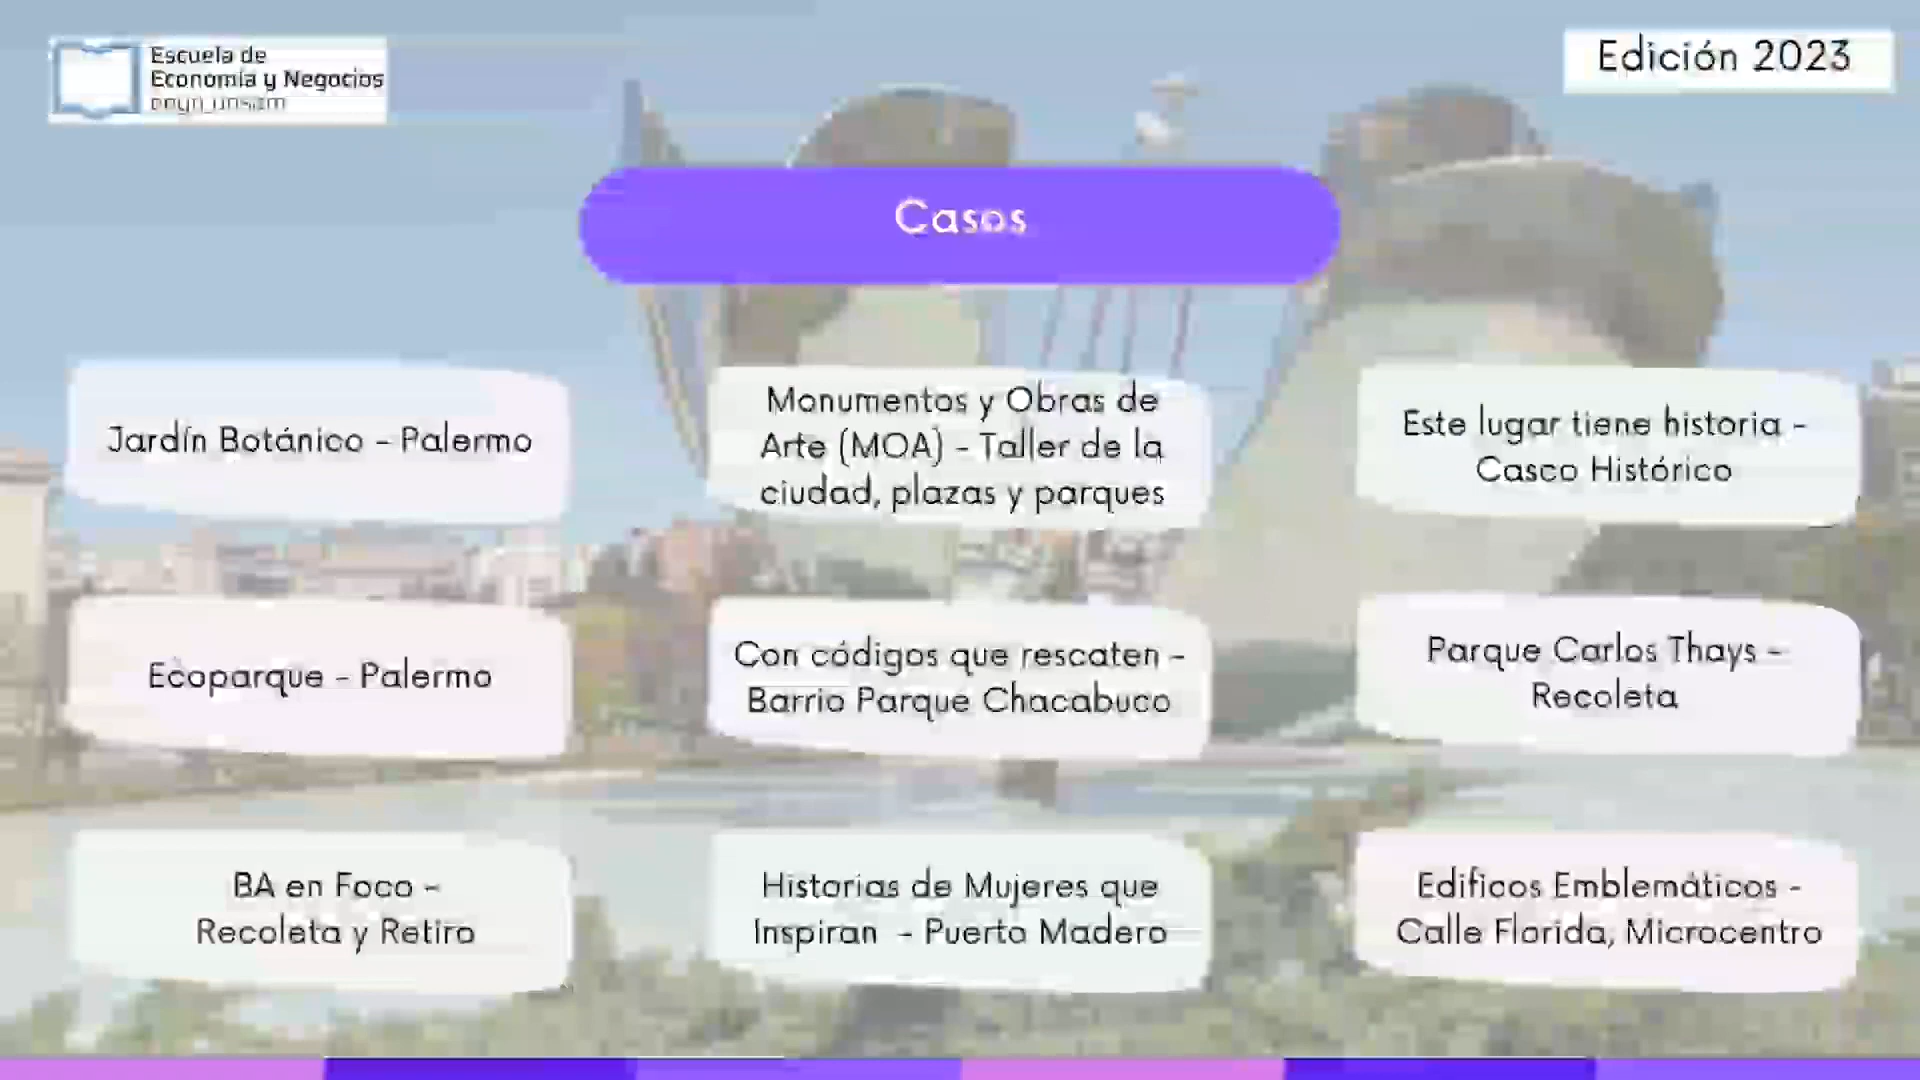 Escuela de
Economía y Negocios
eeyn_unsam
Edición 2023
Casos
Jardín Botánico - Palermo
Monumentos y Obras de
Arte (MOA) - Taller de la
ciudad, plazas y parques
Este lugar tiene historia -
Casco Histórico
Ecoparque - Palermo
Con códigos que rescaten -
Barrio Parque Chacabuco
Parque Carlos Thays -
Recoleta
BA en Foco -
Recoleta y Retiro
Historias de Mujeres que
Inspiran - Puerto Madero
Edificos Emblemáticos -
Calle Florida, Microcentro